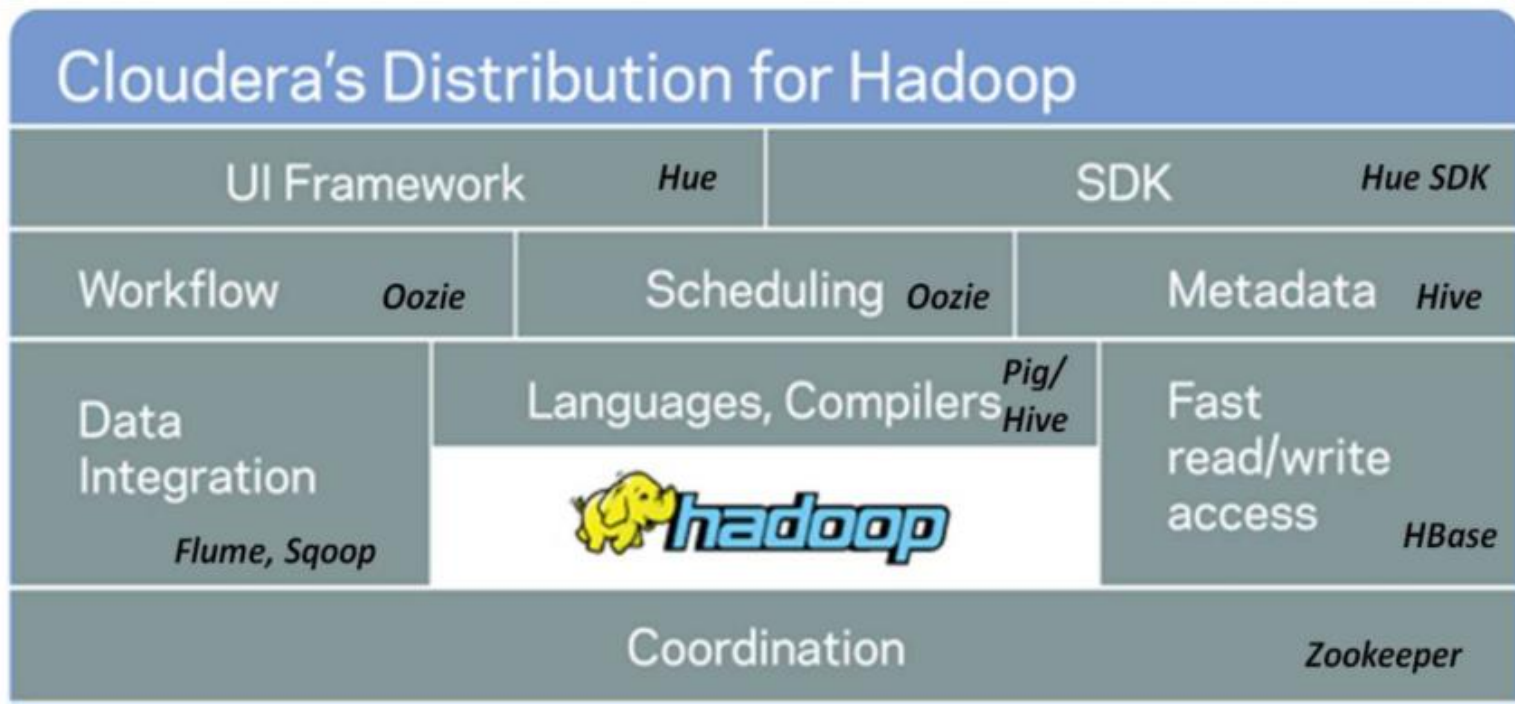 Cloudera's Distribution for Hadoop
UI Framework Hue
SDK Hue SDK
Workflow Oozie
Scheduling Oozie
Metadata Hive
Data
Integration
Flume, Sqoop
Languages, Compilers Pig/
Hive
hadoop
Fast
read/write
access
HBase
Coordination Zookeeper